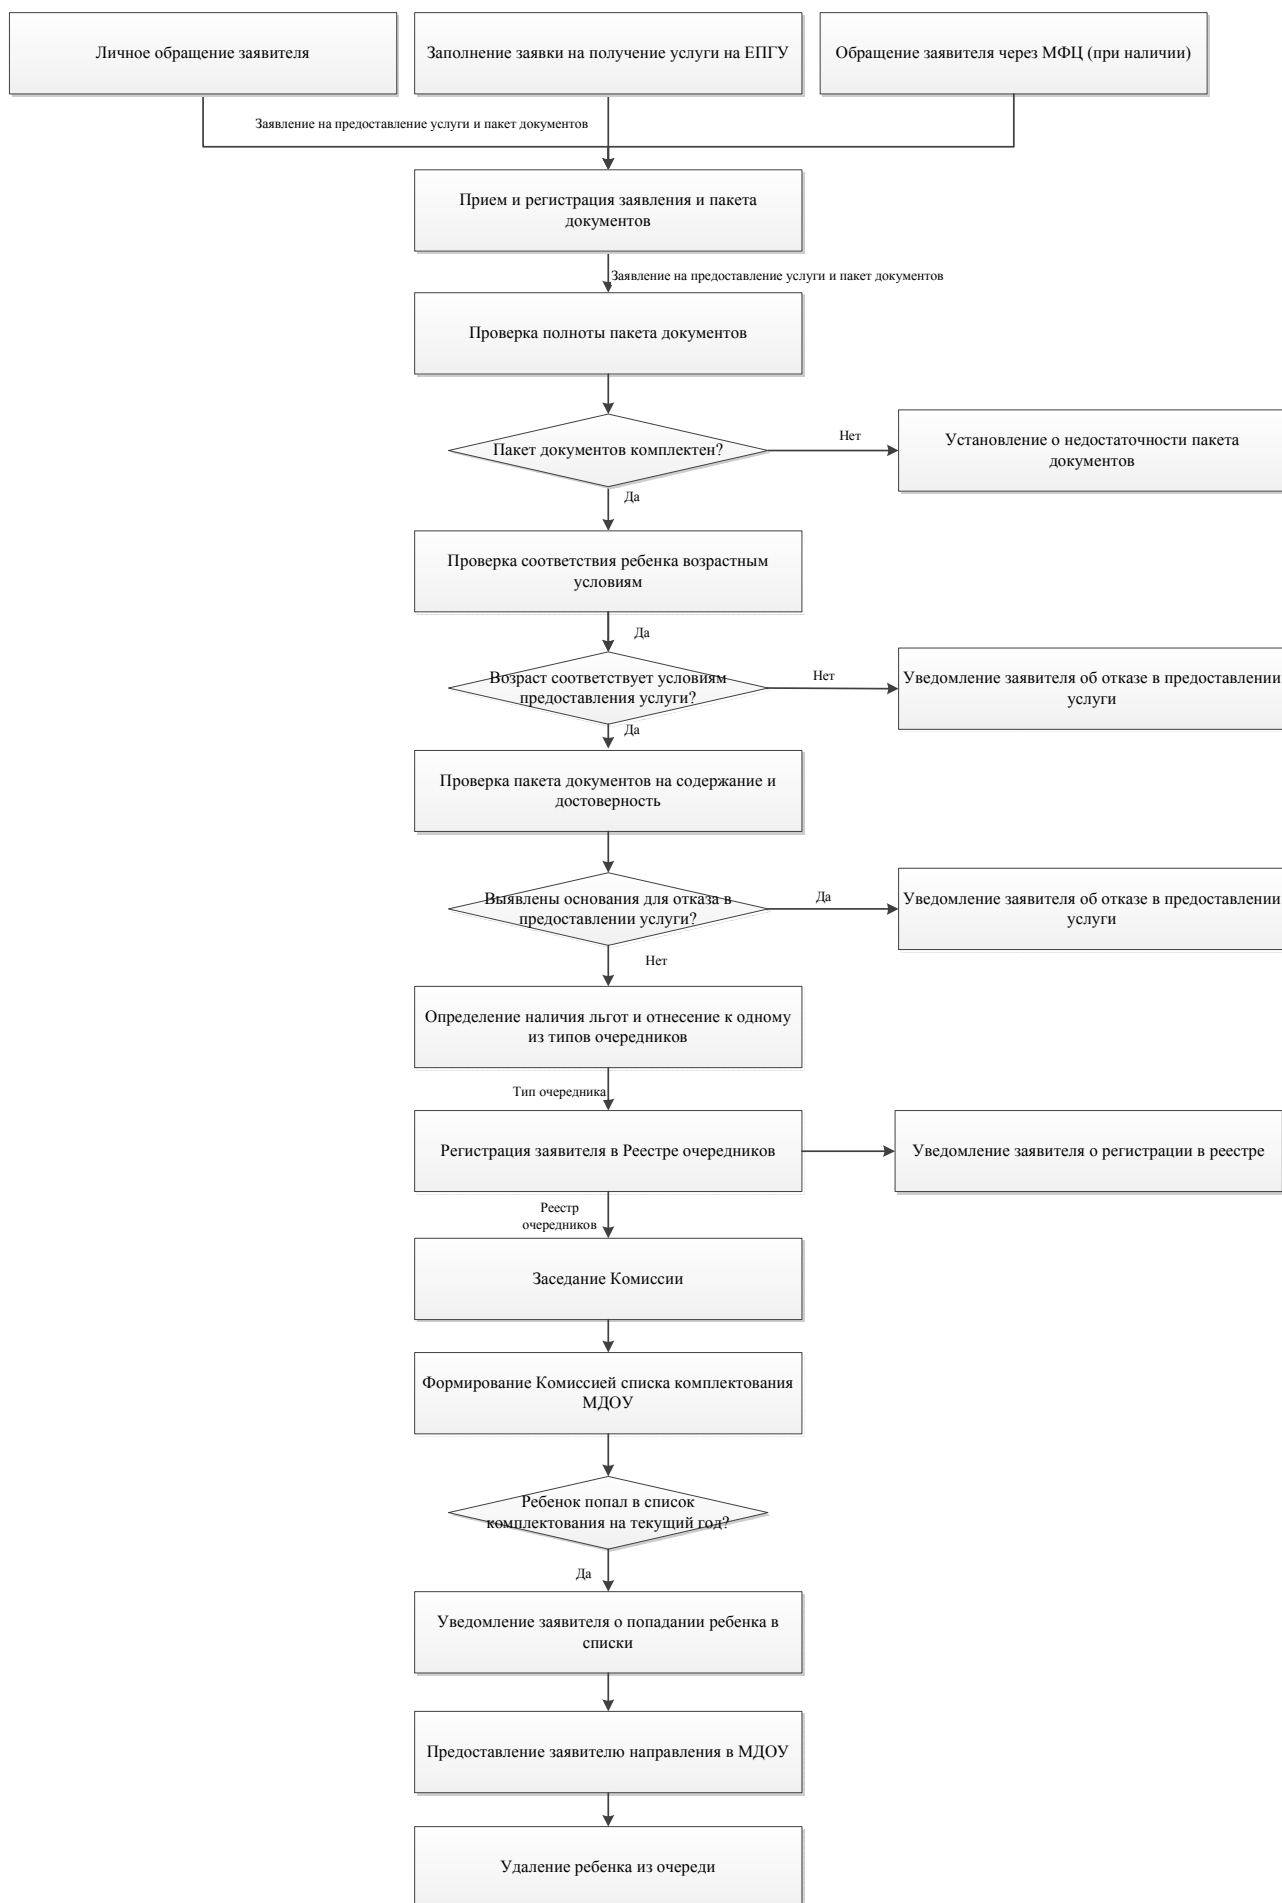 Личное обращение заявителя
Заполнение заявки на получение услуги на ЕПГУ
Обращение заявителя через МФЦ (при наличии)
Заявление на предоставление услуги и пакет документов
Прием и регистрация заявления и пакета
документов
Заявление на предоставление услуги и пакет документов
Проверка полноты пакета документов
Пакет документов комплектен?
Нет
Установление о недостаточности пакета
документов
Да
Проверка соответствия ребенка возрастным
условиям
Да
Возраст соответствует условиям
предоставления услуги?
Нет
Уведомление заявителя об отказе в предоставлении
услуги
Да
Проверка пакета документов на содержание и
достоверность
Выявлены основания для отказа в
предоставлении услуги?
Да
Уведомление заявителя об отказе в предоставлении
услуги
Нет
Определение наличия льгот и отнесение к одному
из типов очередников
Тип очередника
Регистрация заявителя в Реестре очередников
Уведомление заявителя о регистрации в реестре
Реестр
очередников
Заседание Комиссии
Формирование Комиссией списка комплектования
МДОУ
Ребенок попал в список
комплектования на текущий год?
Да
Уведомление заявителя о попадании ребенка в
списки
Предоставление заявителю направления в МДОУ
Удаление ребенка из очереди